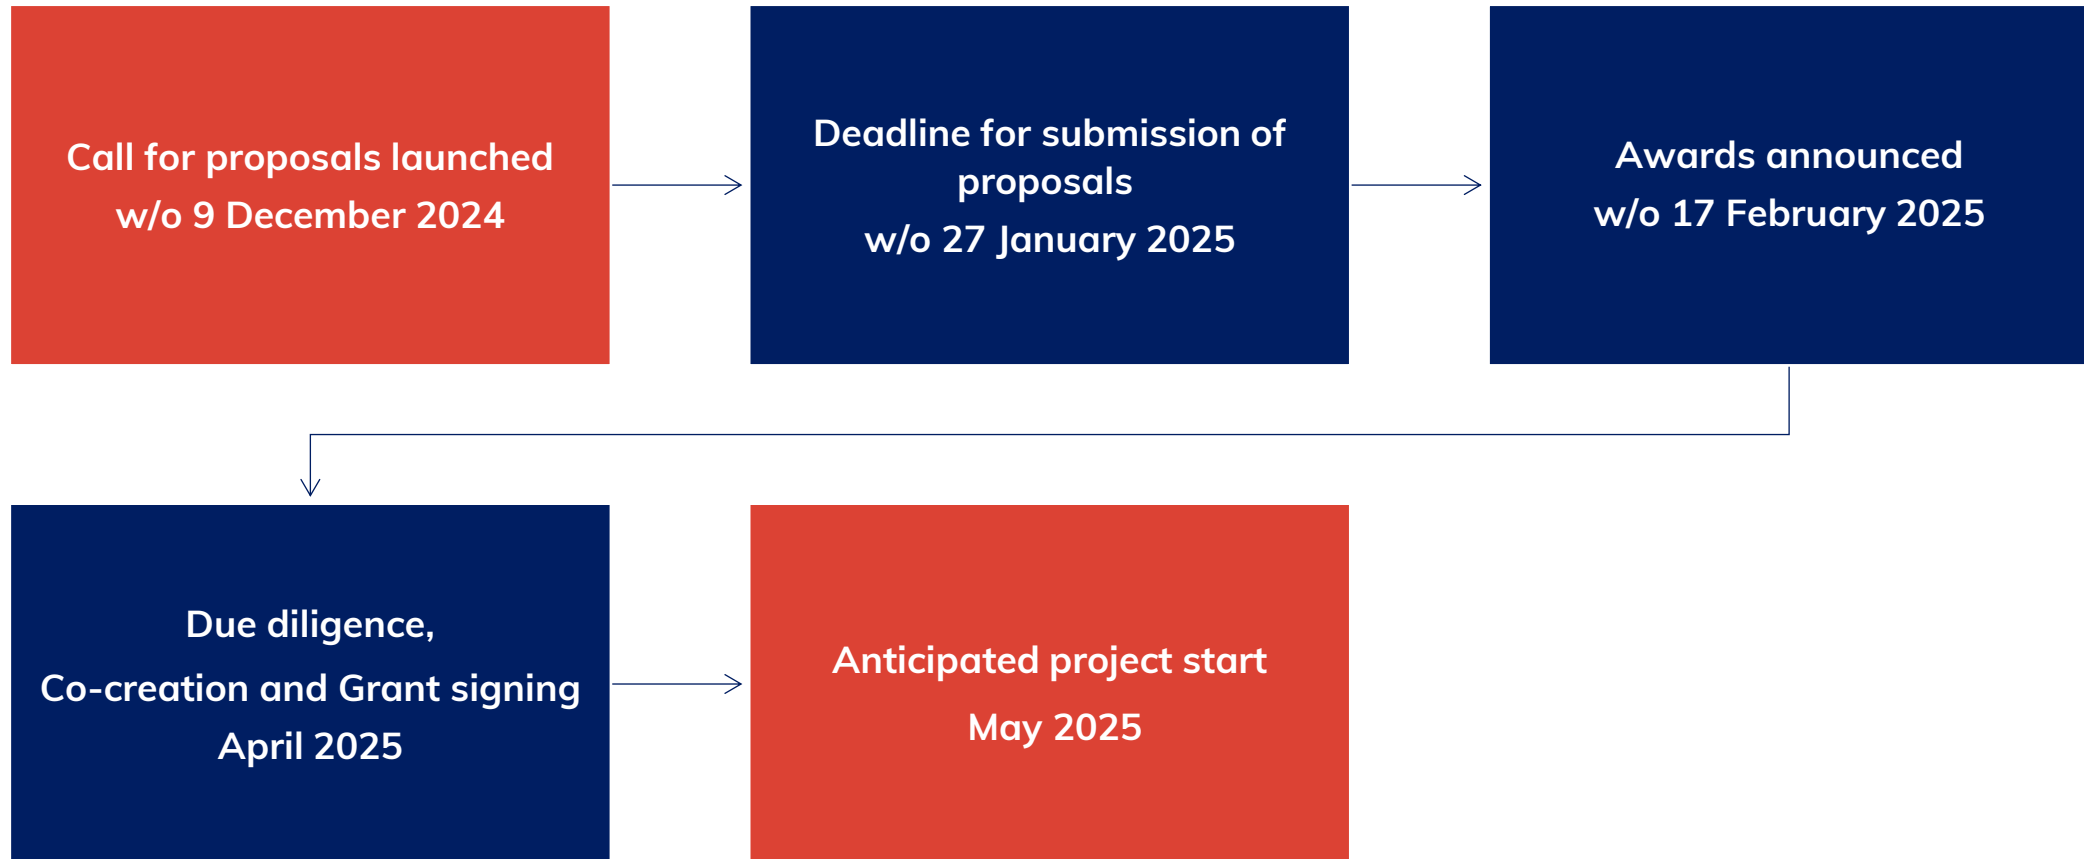 Call for proposals launched
w/o 9 December 2024
Deadline for submission of
proposals
w/o 27 January 2025
Awards announced
w/o 17 February 2025
Due diligence,
Co-creation and Grant signing
April 2025
Anticipated project start
May 2025